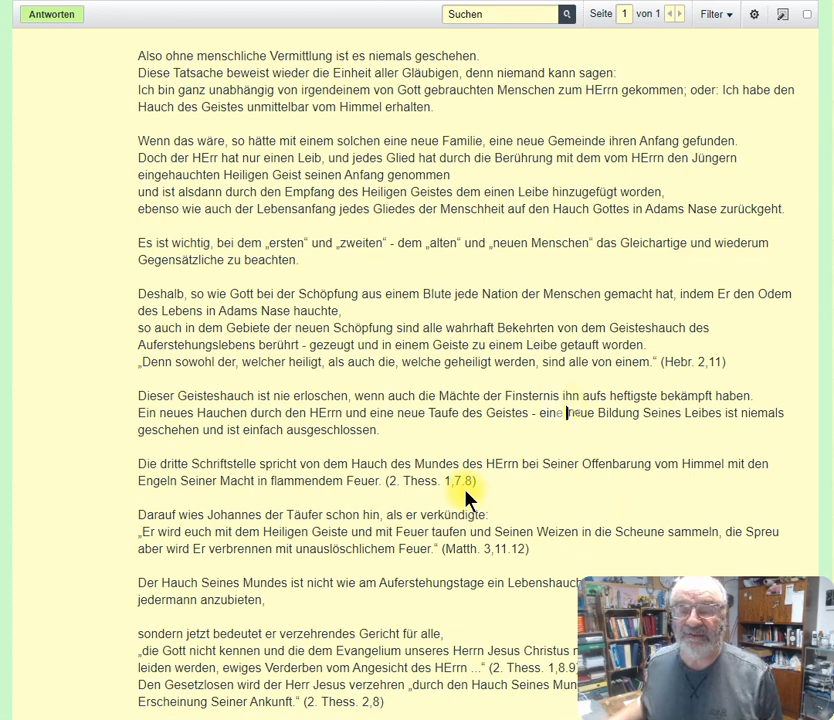 Antworten
Suchen
Seite 1 von 1
Filter
Also ohne menschliche Vermittlung ist es niemals geschehen.
Diese Tatsache beweist wieder die Einheit aller Gläubigen, denn niemand kann sagen:
Ich bin ganz unabhängig von irgendeinem von Gott gebrauchten Menschen zum HErrn gekommen; oder: Ich habe den
Hauch des Geistes unmittelbar vom Himmel erhalten.
Wenn das wäre, so hätte mit einem solchen eine neue Familie, eine neue Gemeinde ihren Anfang gefunden.
Doch der HErr hat nur einen Leib, und jedes Glied hat durch die Berührung mit dem vom HErrn den Jüngern
eingehauchten Heiligen Geist seinen Anfang genommen
und ist alsdann durch den Empfang des Heiligen Geistes dem einen Leibe hinzugefügt worden,
ebenso wie auch der Lebensanfang jedes Gliedes der Menschheit auf den Hauch Gottes in Adams Nase zurückgeht.
Es ist wichtig, bei dem „ersten“ und „zweiten“ - dem „alten“ und „neuen Menschen“ das Gleichartige und wiederum
Gegensätzliche zu beachten.
Deshalb, so wie Gott bei der Schöpfung aus einem Blute jede Nation der Menschen gemacht hat, indem Er den Odem
des Lebens in Adams Nase hauchte,
so auch in dem Gebiete der neuen Schöpfung sind alle wahrhaft Bekehrten von dem Geisteshauch des
Auferstehungslebens berührt - gezeugt und in einem Geiste zu einem Leibe getauft worden.
„Denn sowohl der, welcher heiligt, als auch die, welche geheiligt werden, sind alle von einem.“ (Hebr. 2,11)
Dieser Geisteshauch ist nie erloschen, wenn auch die Mächte der Finsternis ihn aufs heftigste bekämpft haben.
Ein neues Hauchen durch den HErrn und eine neue Taufe des Geistes - eine neue Bildung Seines Leibes ist niemals
geschehen und ist einfach ausgeschlossen.
Die dritte Schriftstelle spricht von dem Hauch des Mundes des HErrn bei Seiner Offenbarung vom Himmel mit den
Engeln Seiner Macht in flammendem Feuer. (2. Thess. 1,7.8)
Darauf wies Johannes der Täufer schon hin, als er verkündigte:
„Er wird euch mit dem Heiligen Geiste und mit Feuer taufen und Seinen Weizen in die Scheune sammeln, die Spreu
aber wird Er verbrennen mit unauslöschlichem Feuer.“ (Matth. 3,11.12)
Der Hauch Seines Mundes ist nicht wie am Auferstehungstage ein Lebenshauch
jedermann anzubieten,
sondern jetzt bedeutet er verzehrendes Gericht für alle,
„die Gott nicht kennen und die dem Evangelium unseres Herrn Jesus Christus
leiden werden, ewiges Verderben vom Angesicht des HErrn ...“ (2. Thess. 1,8.9
Den Gesetzlosen wird der Herr Jesus verzehren „durch den Hauch Seines
Erscheinung Seiner Ankunft.“ (2. Thess. 2,8)